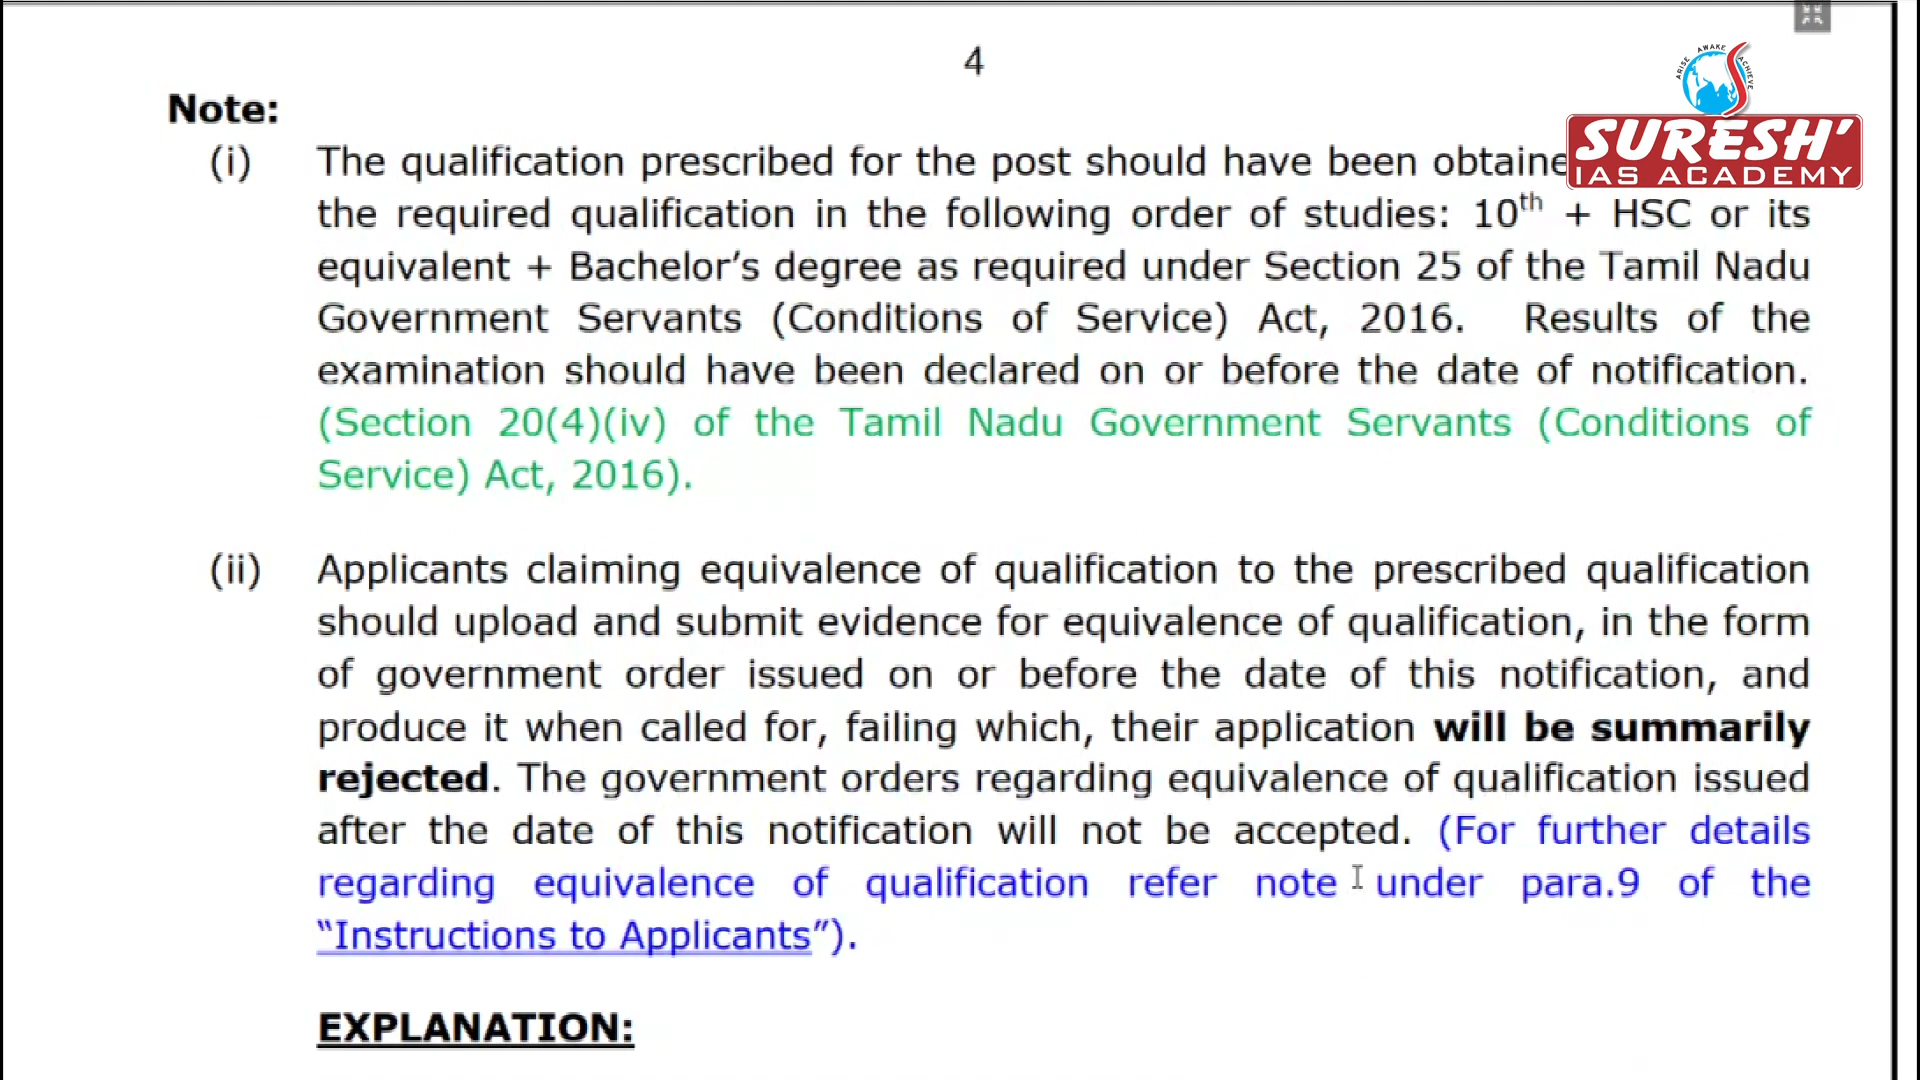 4
ARISE AWAKE ACHIEVE
SURESH'
IAS ACADEMY
Note:
(i) The qualification prescribed for the post should have been
the required qualification in the following order of studies: 10th + HSC or its
equivalent + Bachelor’s degree as required under Section 25 of the Tamil Nadu
Government Servants (Conditions of Service) Act, 2016. Results of the
examination should have been declared on or before the date of notification.
(Section 20(4)(iv) of the Tamil Nadu Government Servants (Conditions of
Service) Act, 2016).
(ii) Applicants claiming equivalence of qualification to the prescribed qualification
should upload and submit evidence for equivalence of qualification, in the form
of government order issued on or before the date of this notification, and
produce it when called for, failing which, their application will be summarily
rejected. The government orders regarding equivalence of qualification issued
after the date of this notification will not be accepted. (For further details
regarding equivalence of qualification refer note under para.9 of the
“Instructions to Applicants”).
EXPLANATION: